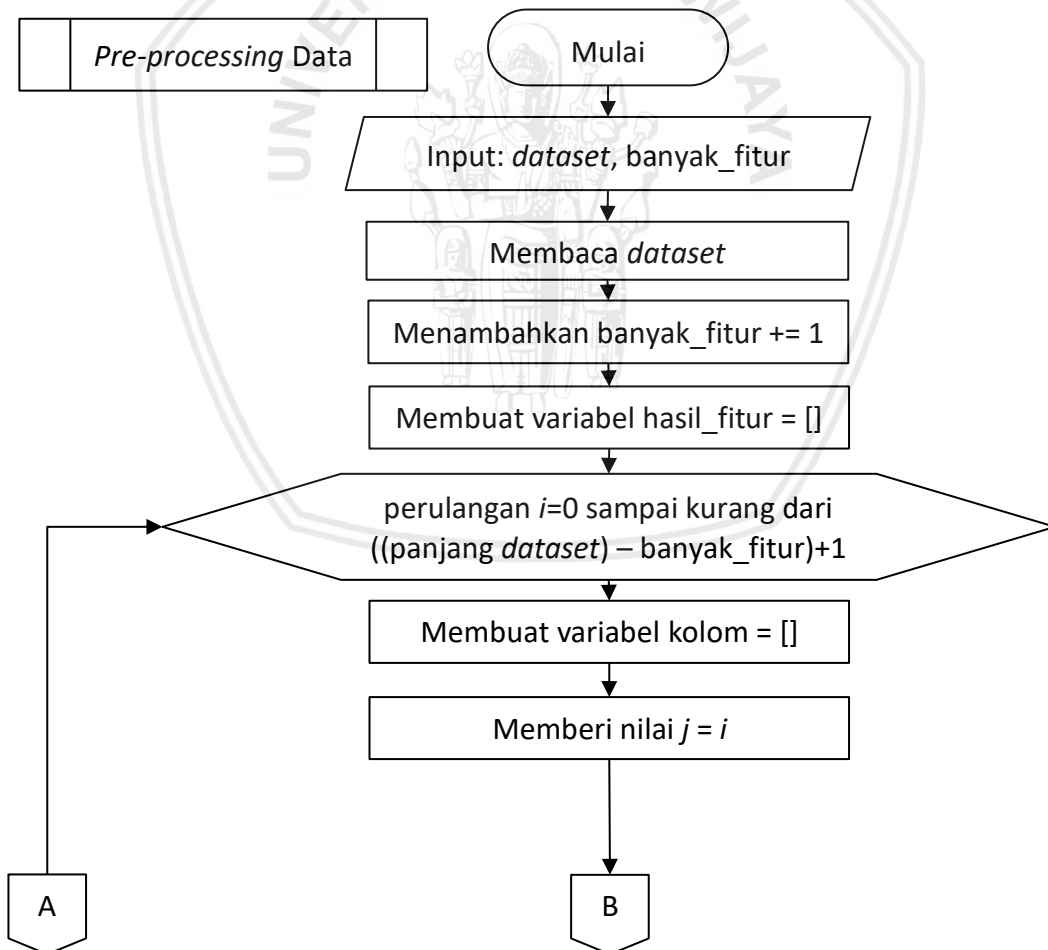 Pre-processing Data
Mulai
Input: dataset, banyak_fitur
Membaca dataset
Menambahkan banyak_fitur += 1
Membuat variabel hasil_fitur = []
perulangan i=0 sampai kurang dari
((panjang dataset) – banyak_fitur)+1
Membuat variabel kolom = []
Memberi nilai j = i
A
B